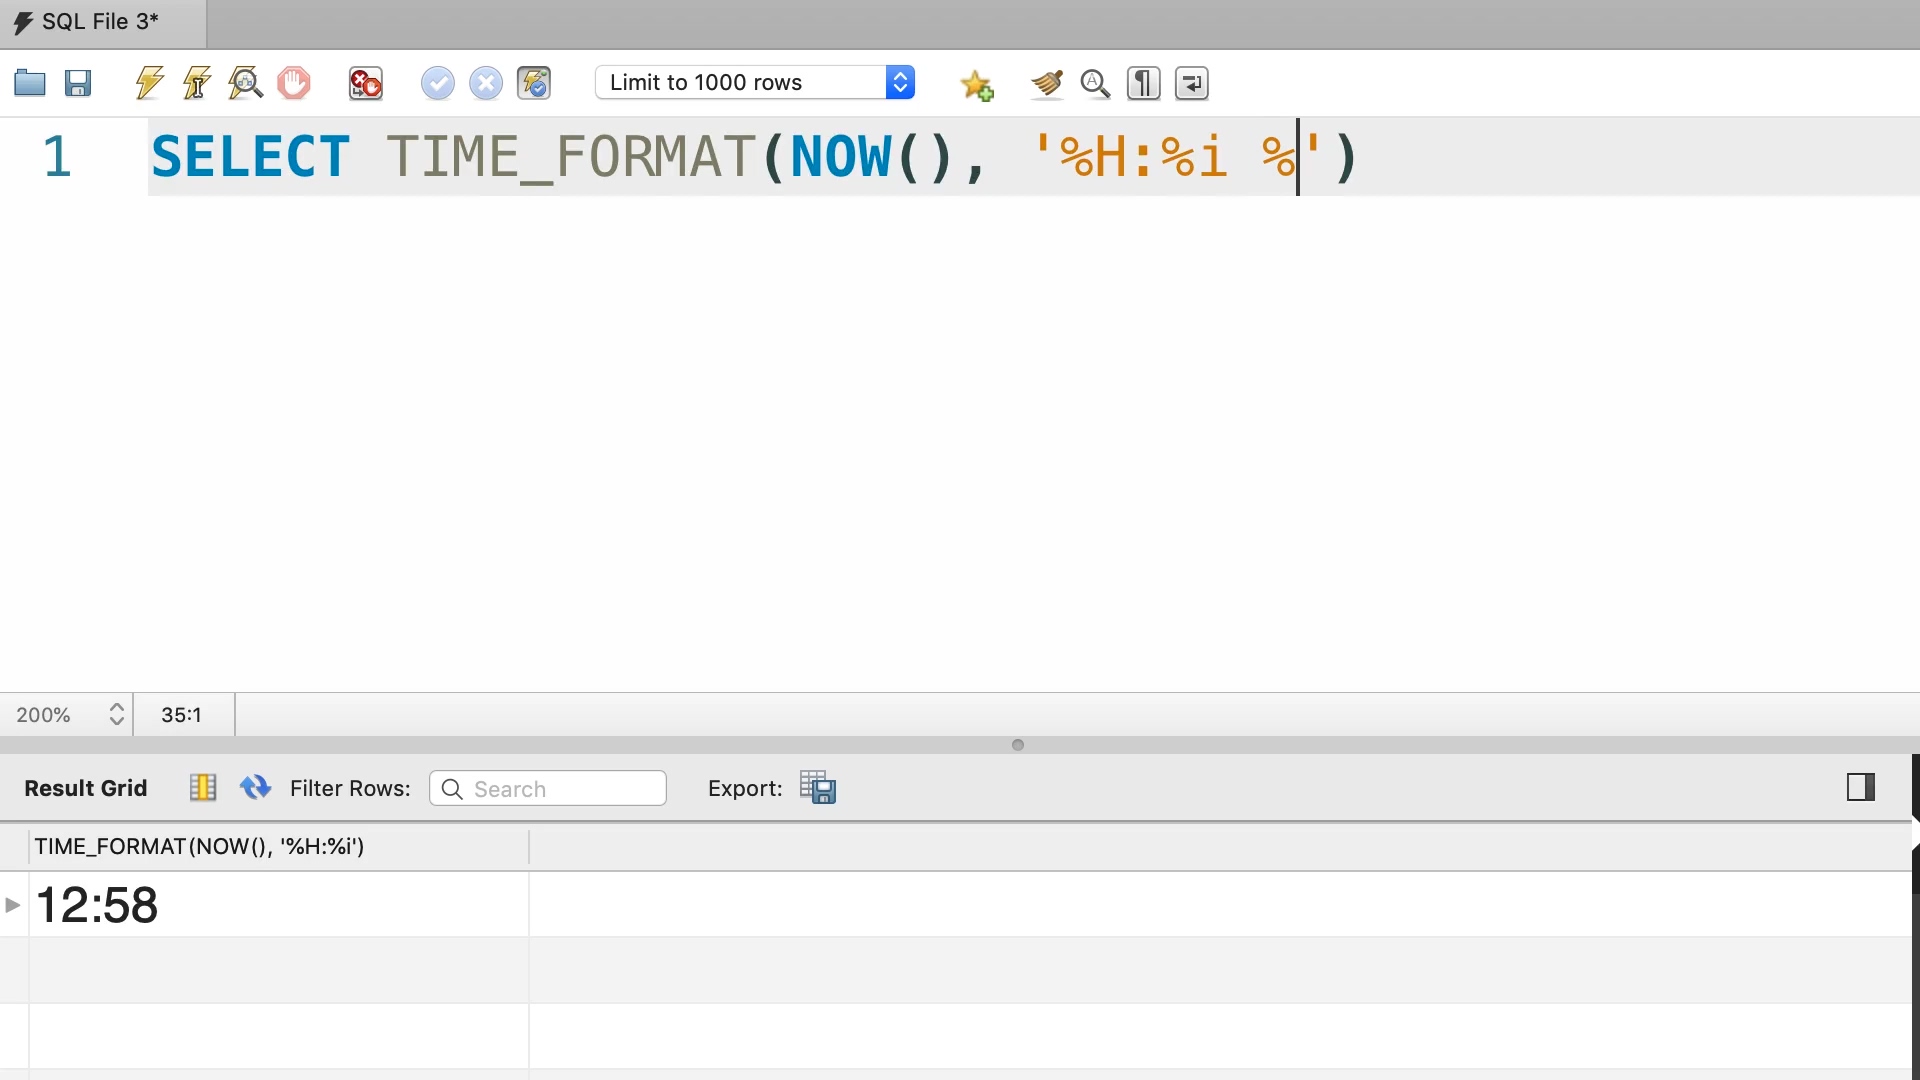 SQL File 3*
Limit to 1000 rows
1 SELECT TIME_FORMAT(NOW(), '%H:%i %')
200% 35:1
Result Grid Filter Rows: Search Export:
TIME_FORMAT(NOW(), '%H:%i')
12:58